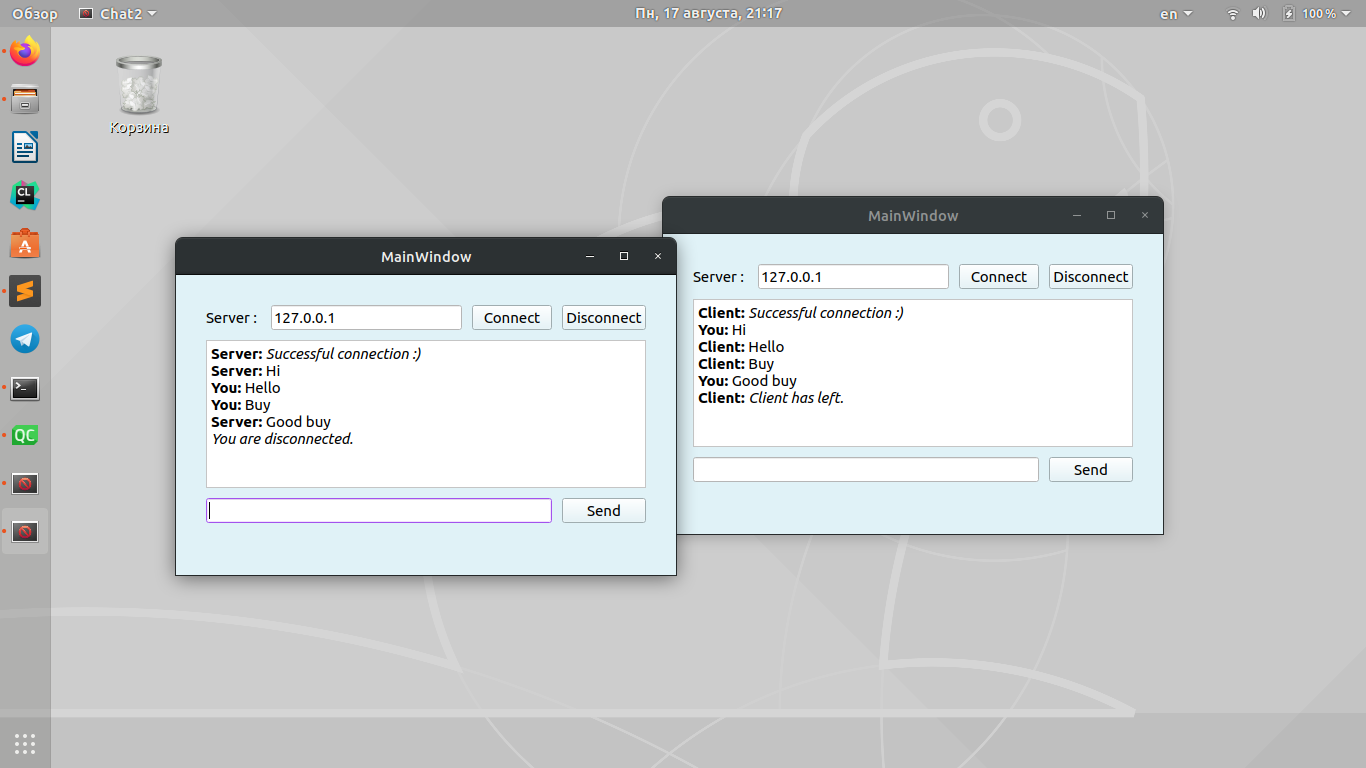 Обзор Chat2 Пн, 17 августа, 21:17 en 100 %
Корзина
MainWindow
Server : 127.0.0.1 Connect Disconnect
Server: Successful connection :)
Server: Hi
You: Hello
You: Buy
Server: Good buy
You are disconnected.
Send
MainWindow
Server : 127.0.0.1 Connect Disconnect
Client: Successful connection :)
You: Hi
Client: Hello
Client: Buy
You: Good buy
Client: Client has left.
Send
CL
QC